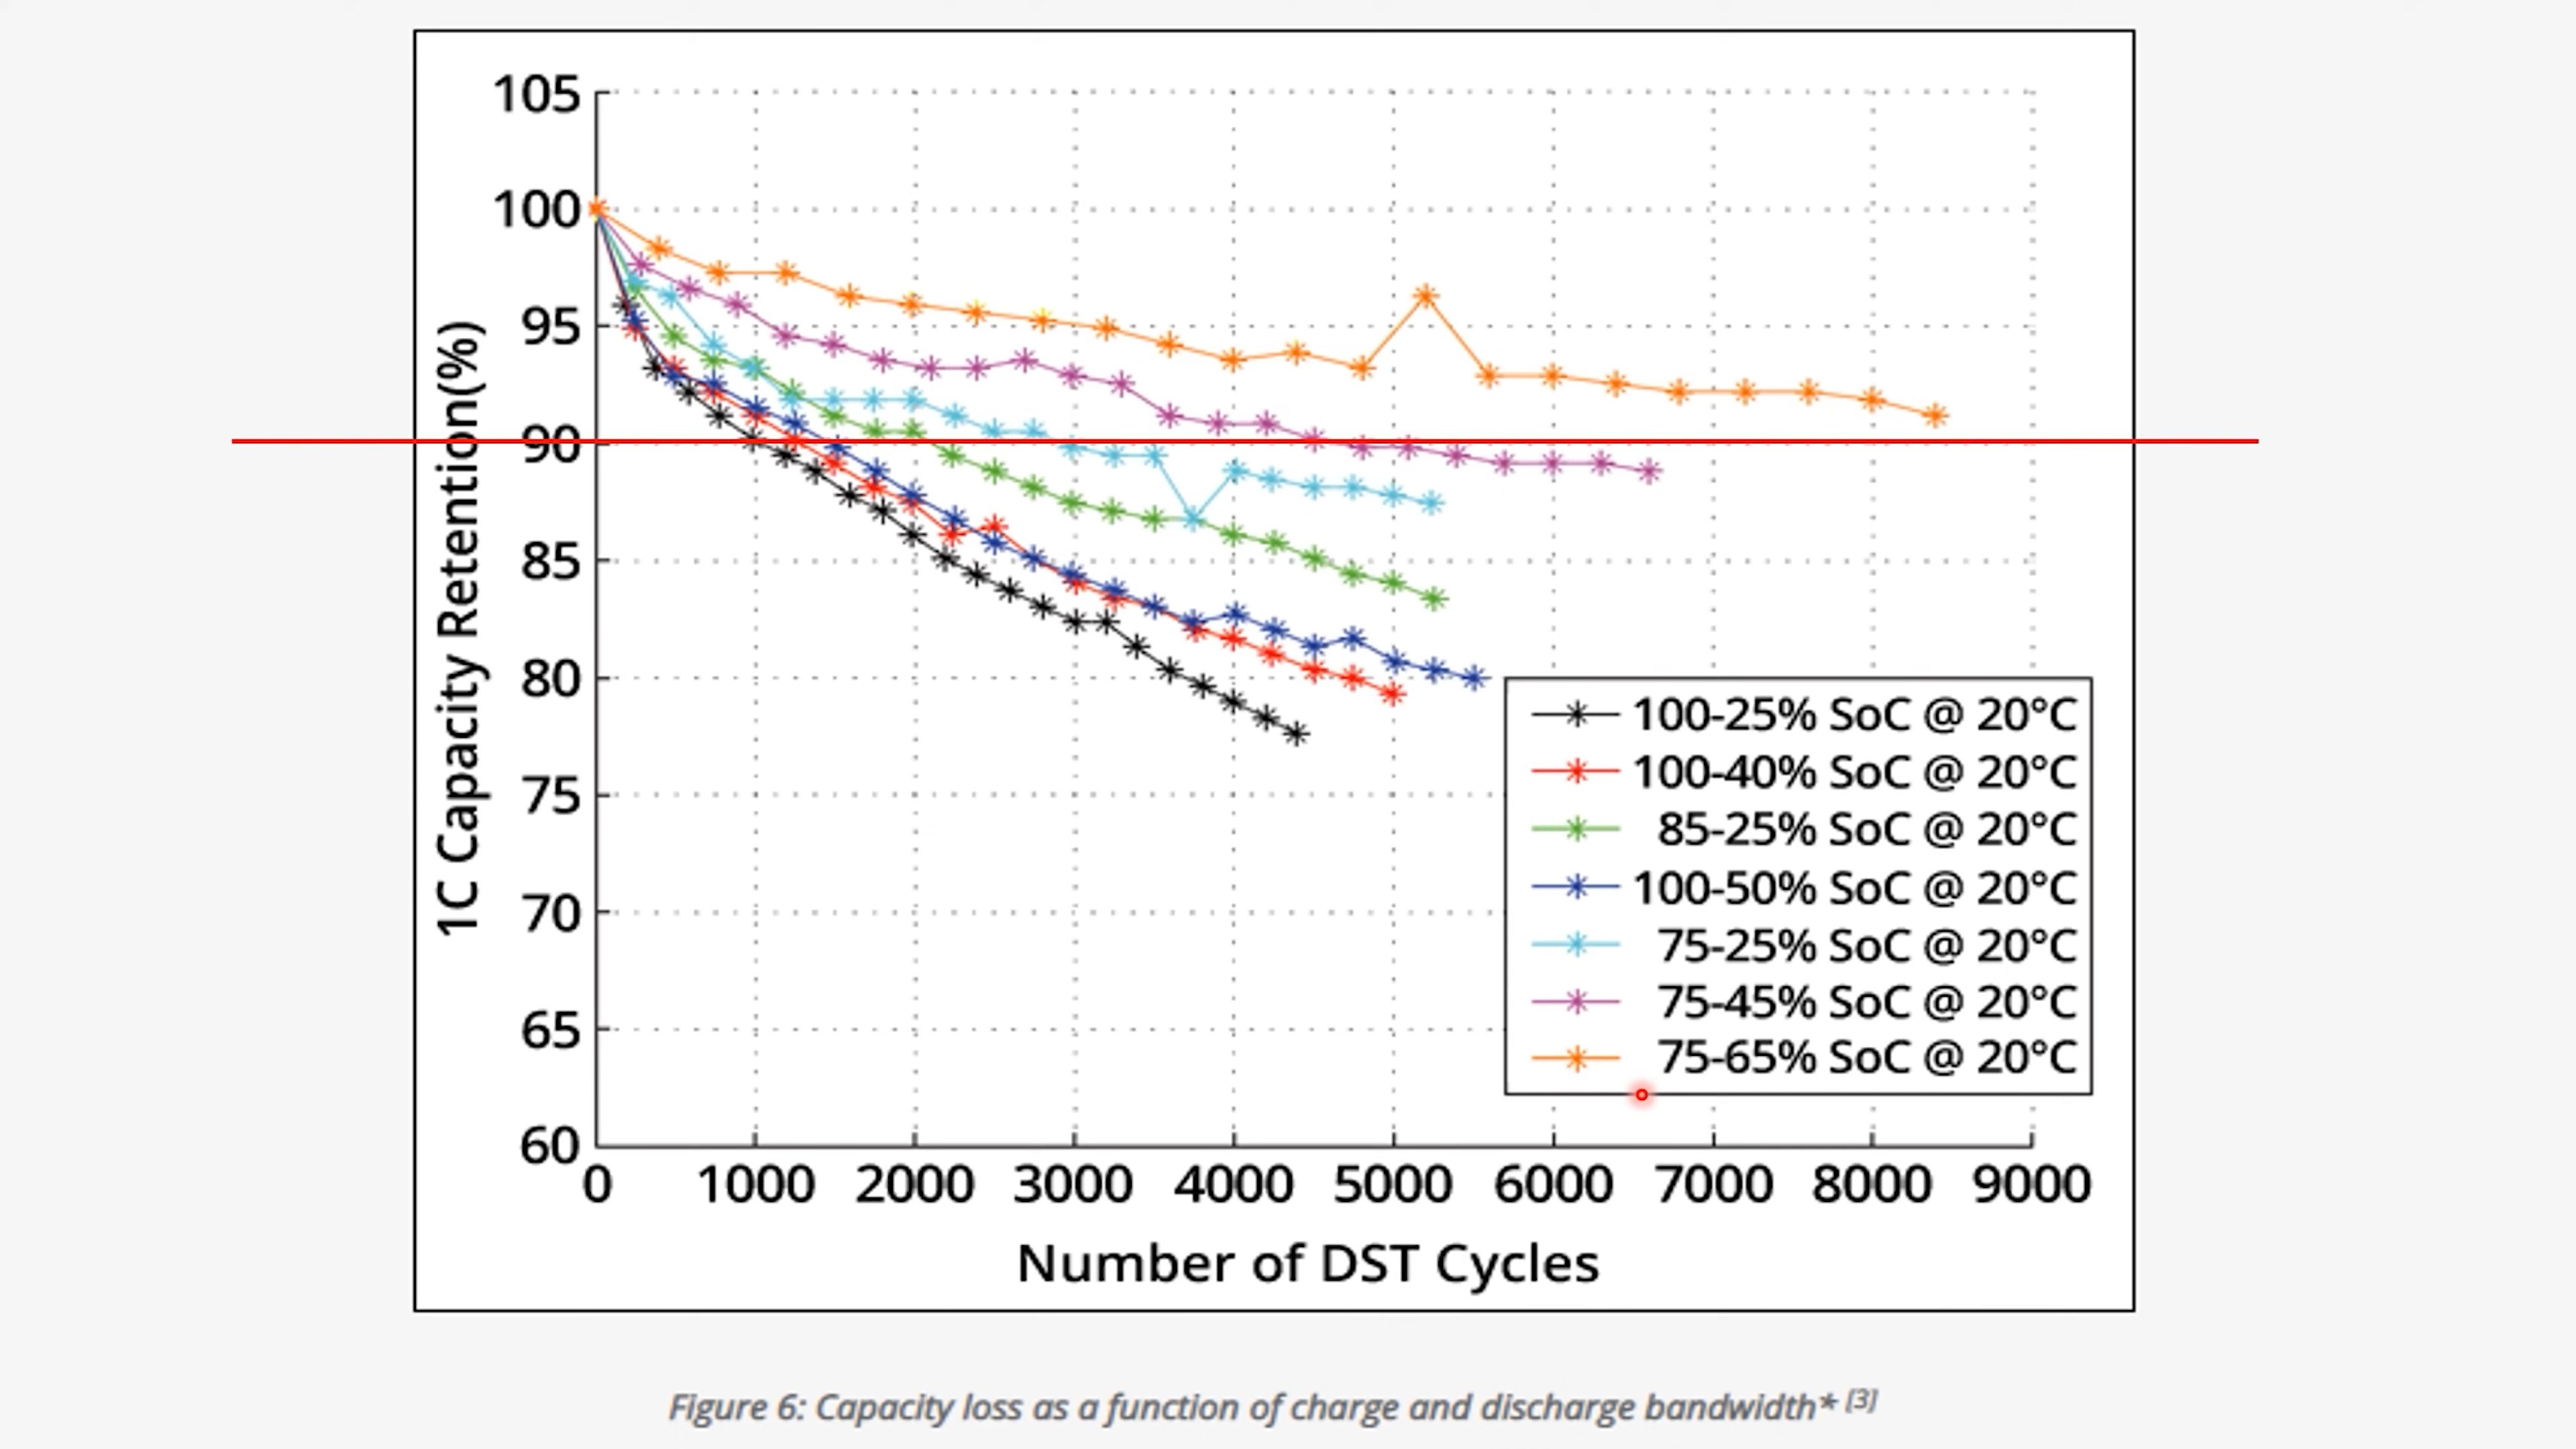 105
100
95
90
85
80
75
70
65
60
1C Capacity Retention(%)
0 1000 2000 3000 4000 5000 6000 7000 8000 9000
Number of DST Cycles
100-25% SoC @ 20°C
100-40% SoC @ 20°C
85-25% SoC @ 20°C
100-50% SoC @ 20°C
75-25% SoC @ 20°C
75-45% SoC @ 20°C
75-65% SoC @ 20°C
Figure 6: Capacity loss as a function of charge and discharge bandwidth* [3]